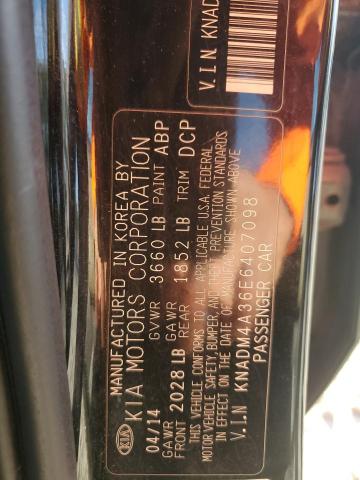 V.I.N KNAD
KIA
MANUFACTURED IN KOREA BY
KIA MOTORS CORPORATION
04/14 GVWR 3660 LB PAINT ABP
GAWR FRONT 2028LB GAWR REAR 1852 LB TRIM DCP
THIS VEHICLE CONFORMS TO ALL APPLICABLE U.S.A. FEDERAL
MOTOR VEHICLE SAFETY, BUMPER, AND THEFT PREVENTION STANDARDS
IN EFFECT ON THE DATE OF MANUFACTURE SHOWN ABOVE
V.I.N KNADM4A36E6407098
PASSENGER CAR